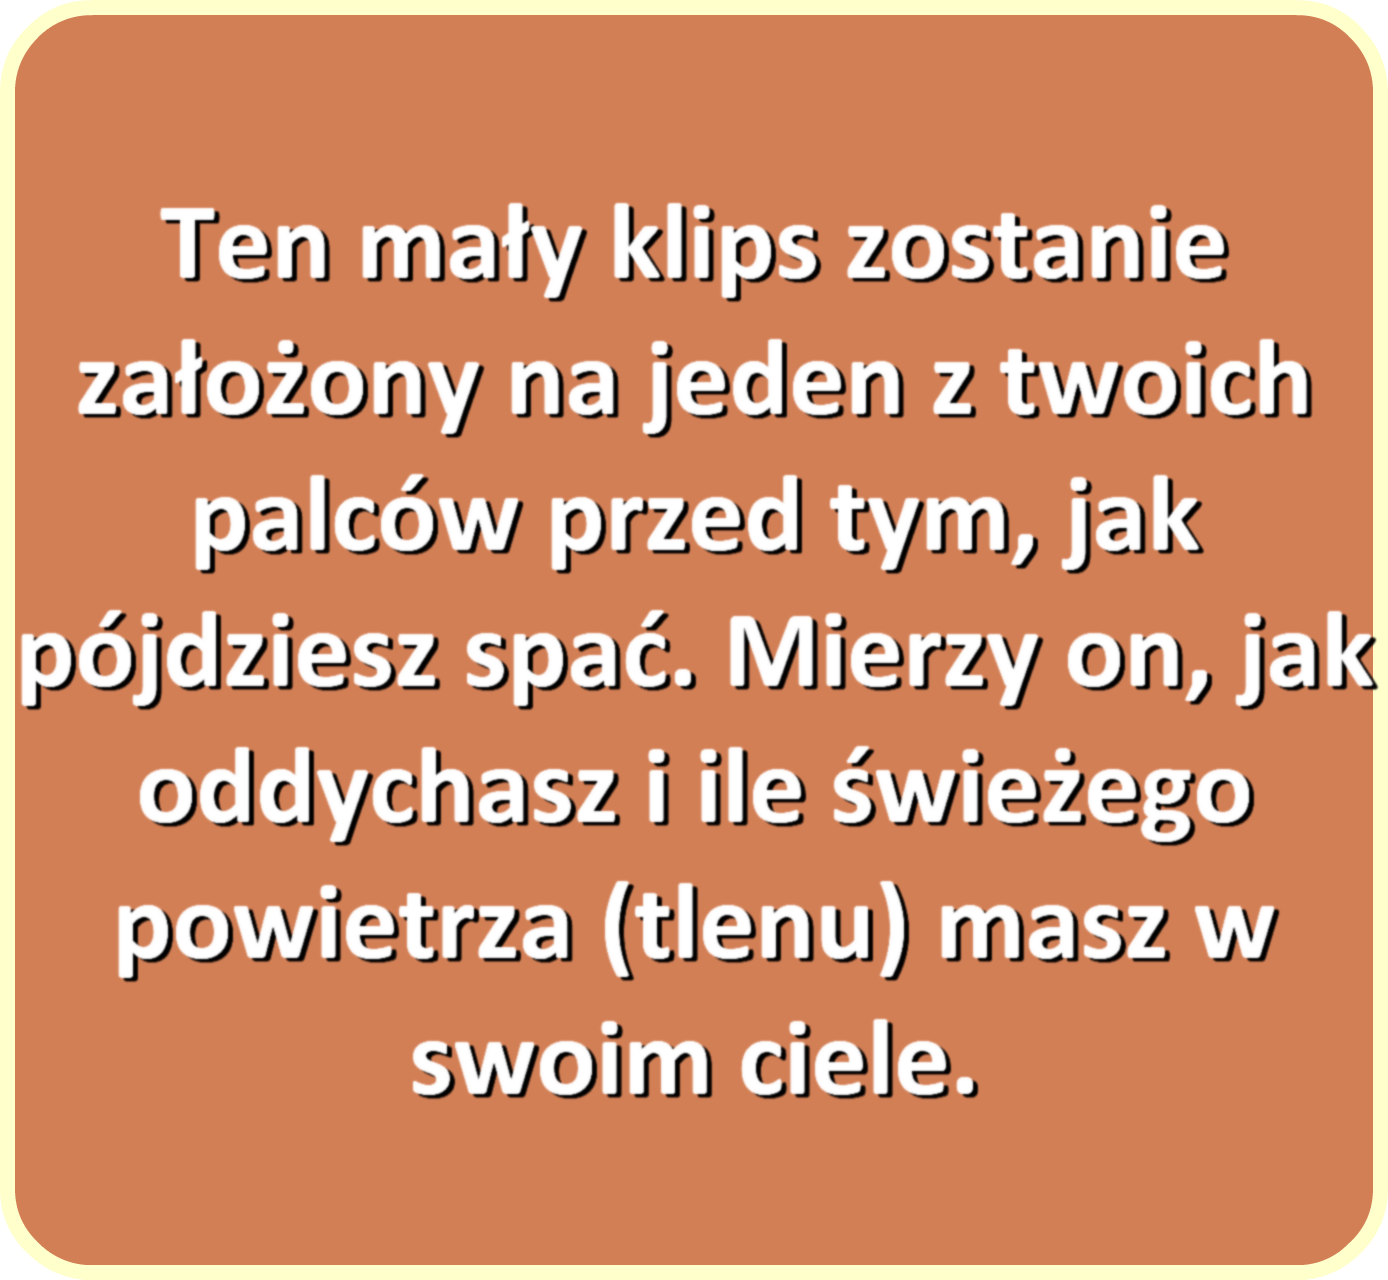 Ten mały klips zostanie
założony na jeden z twoich
palców przed tym, jak
pójdziesz spać. Mierzy on, jak
oddychasz i ile świeżego
powietrza (tlenu) masz w
swoim ciele.